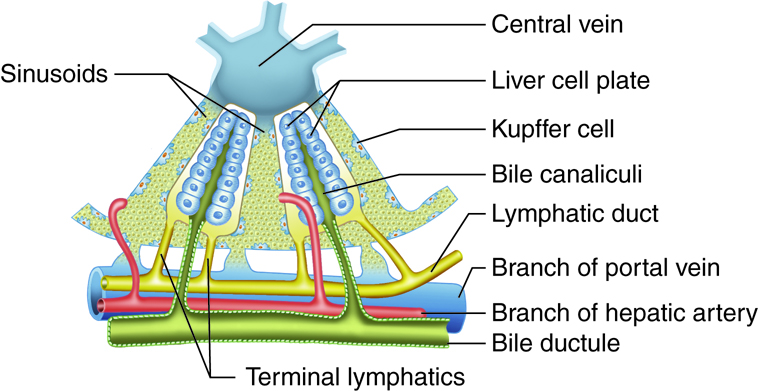 Central vein
Sinusoids
Liver cell plate
Kupffer cell
Bile canaliculi
Lymphatic duct
Branch of portal vein
Branch of hepatic artery
Bile ductule
Terminal lymphatics